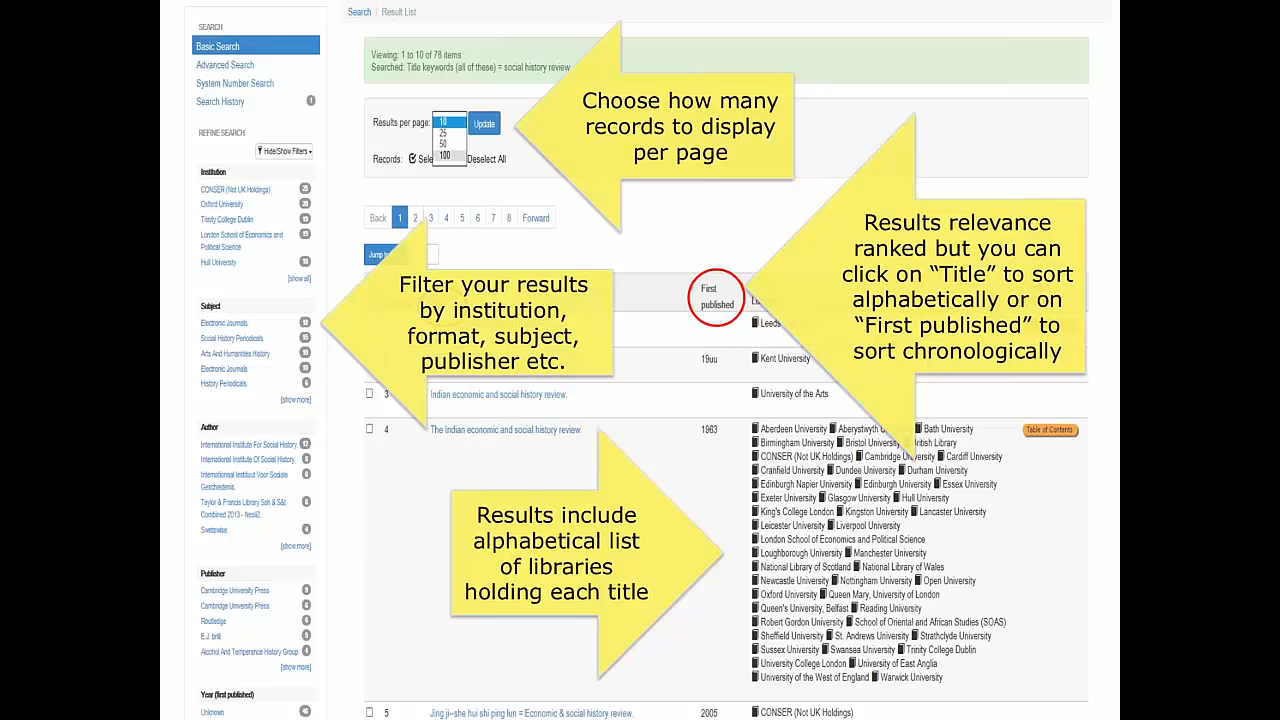 SEARCH
Basic Search
Advanced Search
System Number Search
Search History 1
REFINE SEARCH
Hide/Show Filters
Institution
CONSER (Not UK Holdings) 25
Oxford University 20
Trinity College Dublin 19
London School of Economics and
Political Science 19
Hull University 18
[show all]
Subject
Electronic Journals
Social History Periodicals
Arts And Humanities History
Electronic Journals
History Periodicals
[show more]
Author
International Institute For Social History.
International Institute Of Social History.
Internationaal Instituut Voor Sociale
Geschiedenis.
Taylor & Francis Library Ssh &S&t.
Combined 2013 - Nesli2.
Swetswise.
[show more]
Publisher
Cambridge University Press
Cambridge University Press
Routledge
E.J. brill
Alcohol And Temperance History Group
[show more]
Year (first published)
Unknown
Search / Result List
Viewing: 1 to 10 of 78 items
Searched: Title keywords (all of these) = social history review
Results per page: 10 Update
25
50
100
Records: Sele Deselect All
Choose how many
records to display
per page
Back 1 2 3 4 5 6 7 8 Forward
Jump to
First
published
Leeds
Filter your results
by institution,
format, subject,
publisher etc.
Results relevance
ranked but you can
click on “Title” to sort
alphabetically or on
“First published” to
sort chronologically
19uu Kent University
3 Indian economic and social history review. University of the Arts
4 The Indian economic and social history review. 1963 Aberdeen University Aberystwyth Bath University Table of Contents
Birmingham University Bristol University British Library
CONSER (Not UK Holdings) Cambridge University Cardiff University
Cranfield University Dundee University Durham University
Edinburgh Napier University Edinburgh University Essex University
Exeter University Glasgow University Hull University
King's College London Kingston University Lancaster University
Leicester University Liverpool University
London School of Economics and Political Science
Loughborough University Manchester University
National Library of Scotland National Library of Wales
Newcastle University Nottingham University Open University
Oxford University Queen Mary, University of London
Queen's University, Belfast Reading University
Robert Gordon University School of Oriental and African Studies (SOAS)
Sheffield University St. Andrews University Strathclyde University
Sussex University Swansea University Trinity College Dublin
University College London University of East Anglia
University of the West of England Warwick University
Results include
alphabetical list
of libraries
holding each title
5 Jing ji--she hui shi ping lun = Economic & social history review. 2005 CONSER (Not UK Holdings)